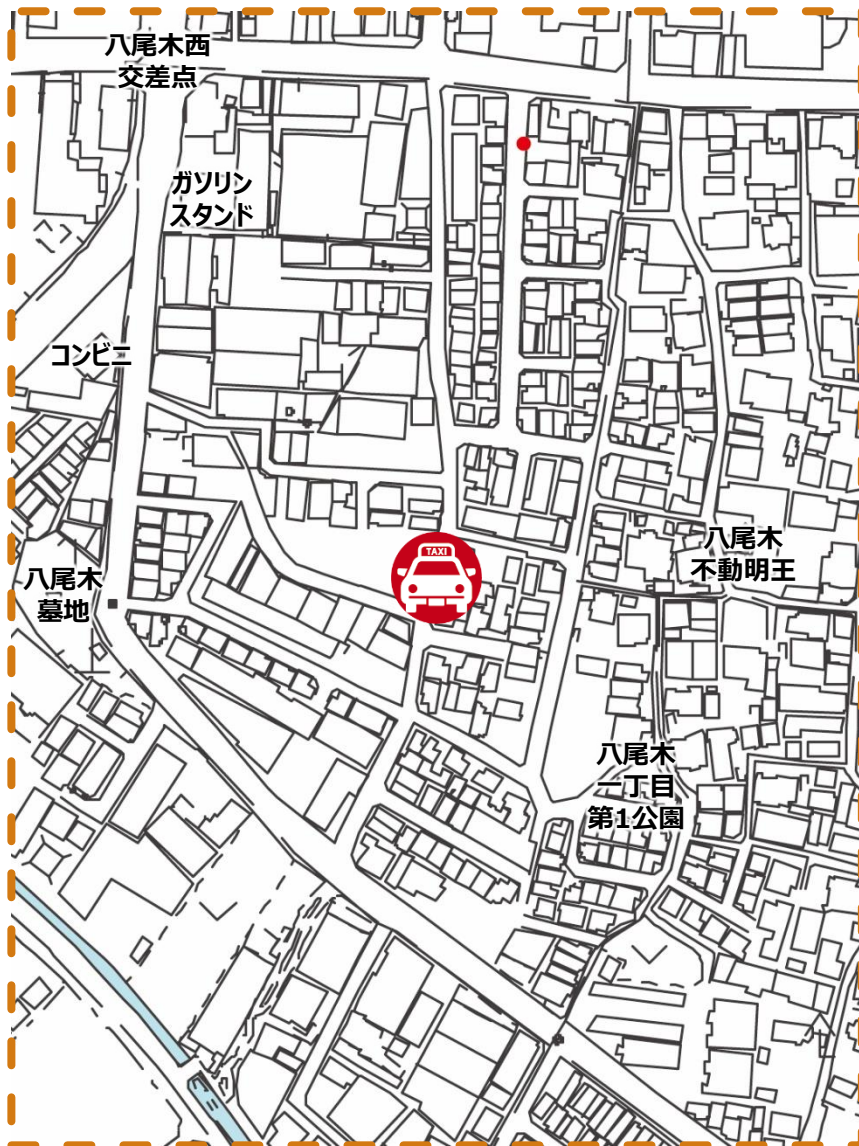 八尾木西
交差点
ガソリン
スタンド
コンビニ
TAXI
八尾木
不動明王
八尾木
墓地
八尾木
一丁目
第1公園